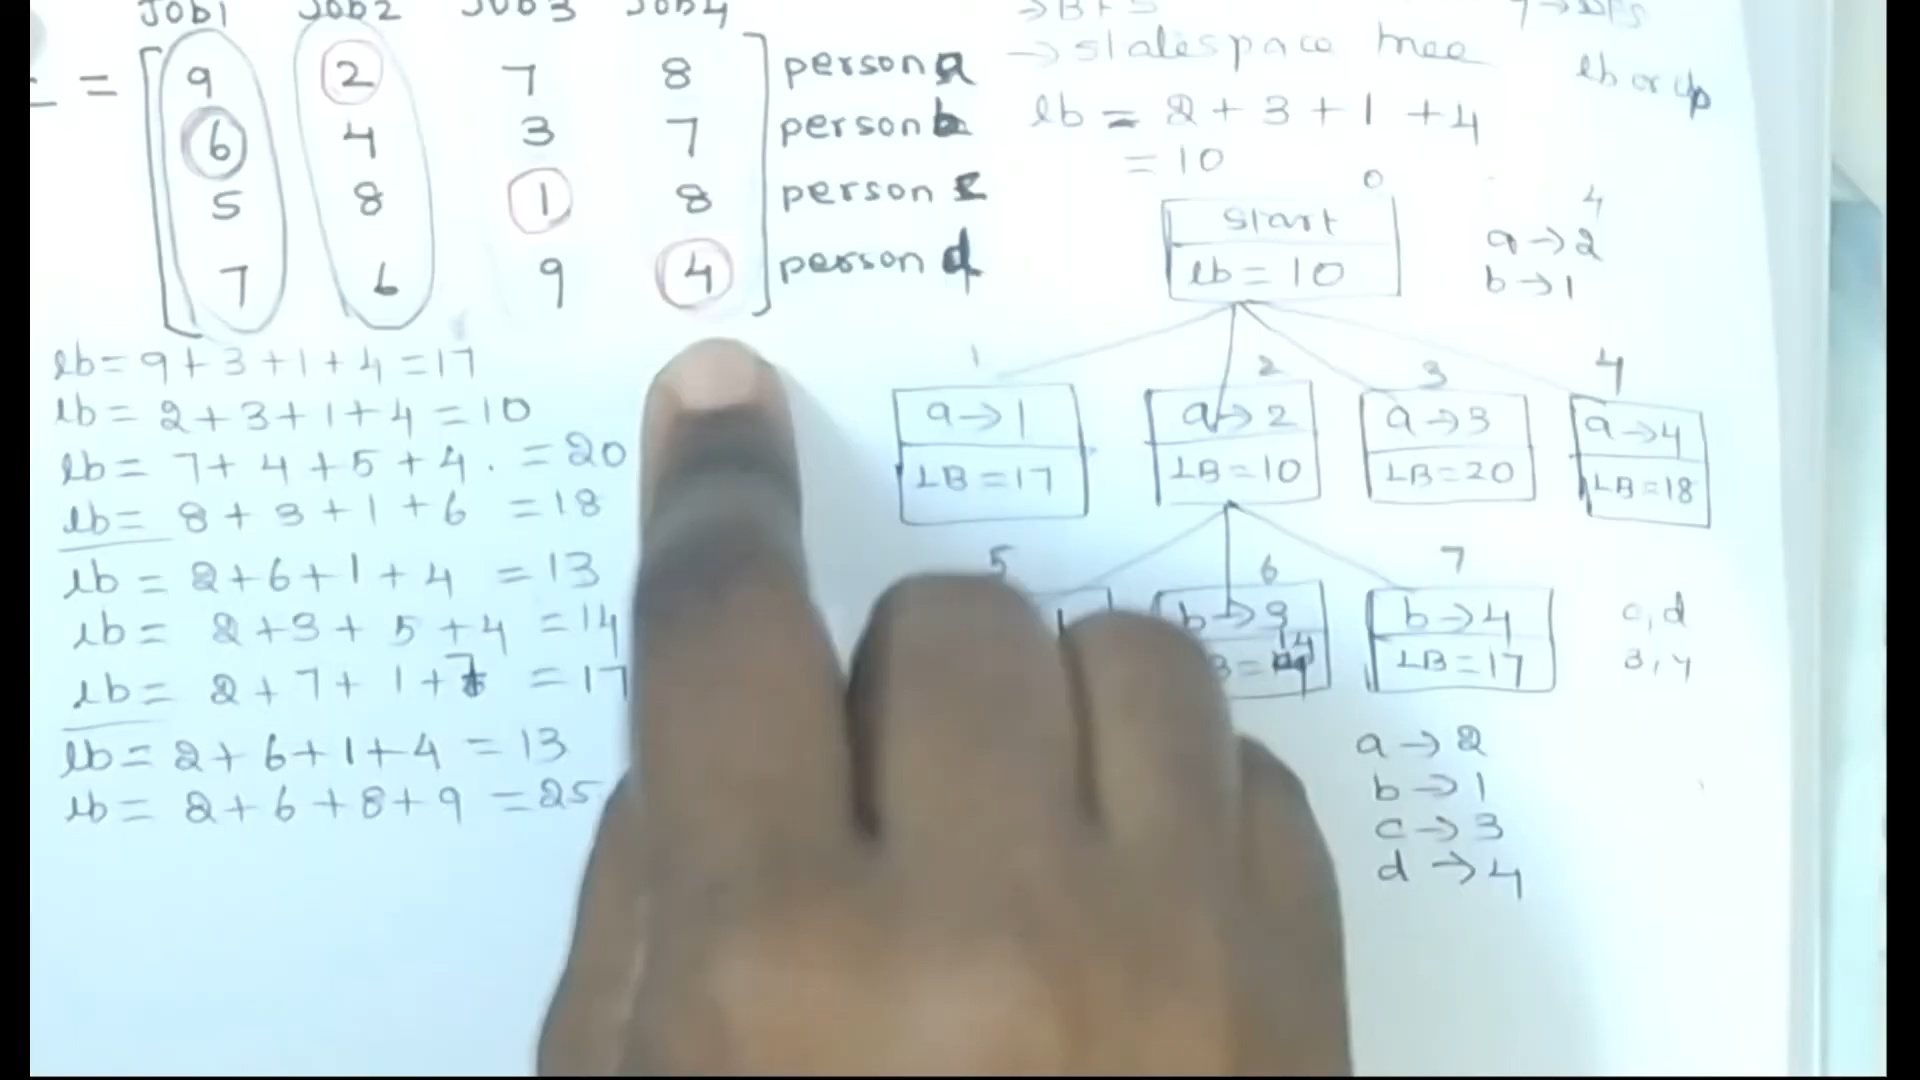 Job1 Job2 Job3 Job4
= 9 2 7 8 person a
6 4 3 7 person b
5 8 1 8 person c
7 6 9 4 person d
lb = 9 + 3 + 1 + 4 = 17
lb = 2 + 3 + 1 + 4 = 10
lb = 7 + 4 + 5 + 4 . = 20
lb = 8 + 3 + 1 + 6 = 18
lb = 2 + 6 + 1 + 4 = 13
lb = 2 + 3 + 5 + 4 = 14
lb = 2 + 7 + 1 + 7 = 17
lb = 2 + 6 + 1 + 4 = 13
lb = 2 + 6 + 8 + 9 = 25
→ BFS
→ DFS
→ statespace tree
lb or up
lb = 2 + 3 + 1 + 4
= 10
0
start
lb = 10
4
a → 2
b → 1
1 2 3 4
a → 1 a → 2 a → 3 a → 4
LB = 17 LB = 10 LB = 20 LB = 18
5 6 7
b → 3 b → 4 c, d
B = 14 LB = 17 3, 4
a → 2
b → 1
c → 3
d → 4